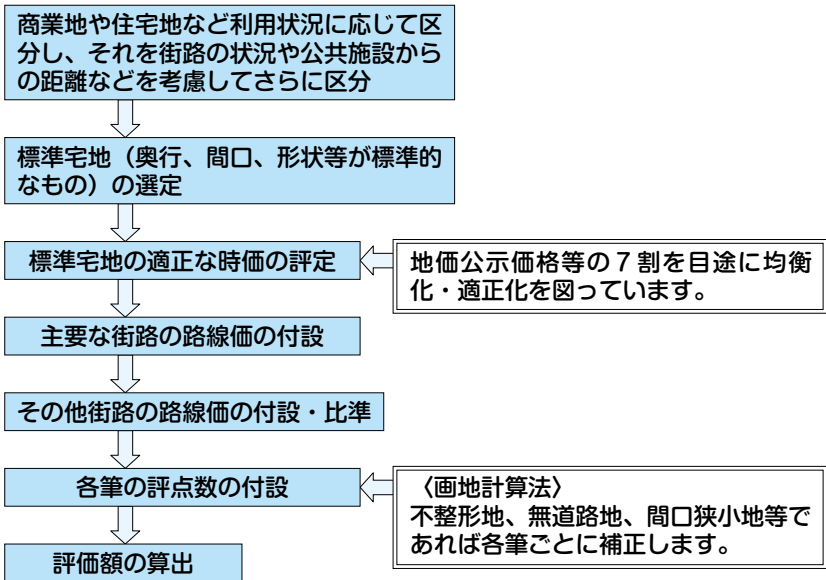 商業地や住宅地など利用状況に応じて区
分し、それを街路の状況や公共施設から
の距離などを考慮してさらに区分
標準宅地（奥行、間口、形状等が標準的
なもの）の選定
標準宅地の適正な時価の評定
地価公示価格等の７割を目途に均衡
化・適正化を図っています。
主要な街路の路線価の付設
その他街路の路線価の付設・比準
各筆の評点数の付設
〈画地計算法〉
不整形地、無道路地、間口狭小地等で
あれば各筆ごとに補正します。
評価額の算出